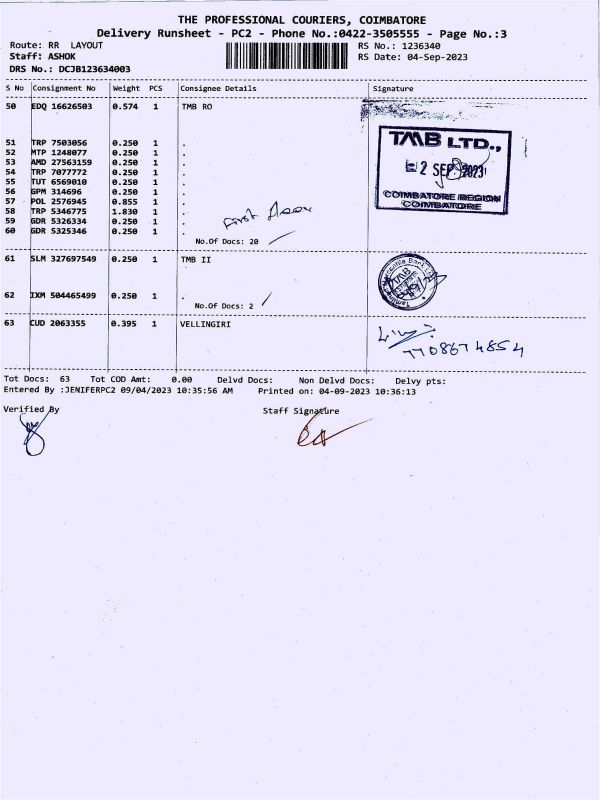 THE PROFESSIONAL COURIERS, COIMBATORE
Delivery Runsheet - PC2 - Phone No.:0422-3505555 - Page No.:3
Route: RR LAYOUT
RS No.: 1236340
Staff: ASHOK
RS Date: 04-Sep-2023
DRS No.: DCJB123634003
S No Consignment No Weight PCS Consignee Details Signature
50 EDQ 16626503 0.574 1 TMB RO
51 TRP 7503056 0.250 1 .
52 MTP 1248077 0.250 1 .
53 AMD 27563159 0.250 1 .
54 TRP 7077772 0.250 1 .
55 TUT 6569010 0.250 1 .
56 GPM 314696 0.250 1 .
57 POL 2576945 0.855 1 .
58 TRP 5346775 1.830 1 .
59 GDR 5326334 0.250 1 .
60 GDR 5325346 0.250 1 .
First floor
No.Of Docs: 20
TMB LTD.,
2 SEP 2023
COIMBATORE REGION
COIMBATORE
61 SLM 327697549 0.250 1 TMB II
62 IXM 504465499 0.250 1 .
No.Of Docs: 2
Tamilnad Mercantile Bank Ltd
TMB
63 CUD 2063355 0.395 1 VELLINGIRI
7708674854
Tot Docs: 63 Tot COD Amt: 0.00 Delvd Docs: Non Delvd Docs: Delvy pts:
Entered By :JENIFERPC2 09/04/2023 10:35:56 AM Printed on: 04-09-2023 10:36:13
Verified By Staff Signature